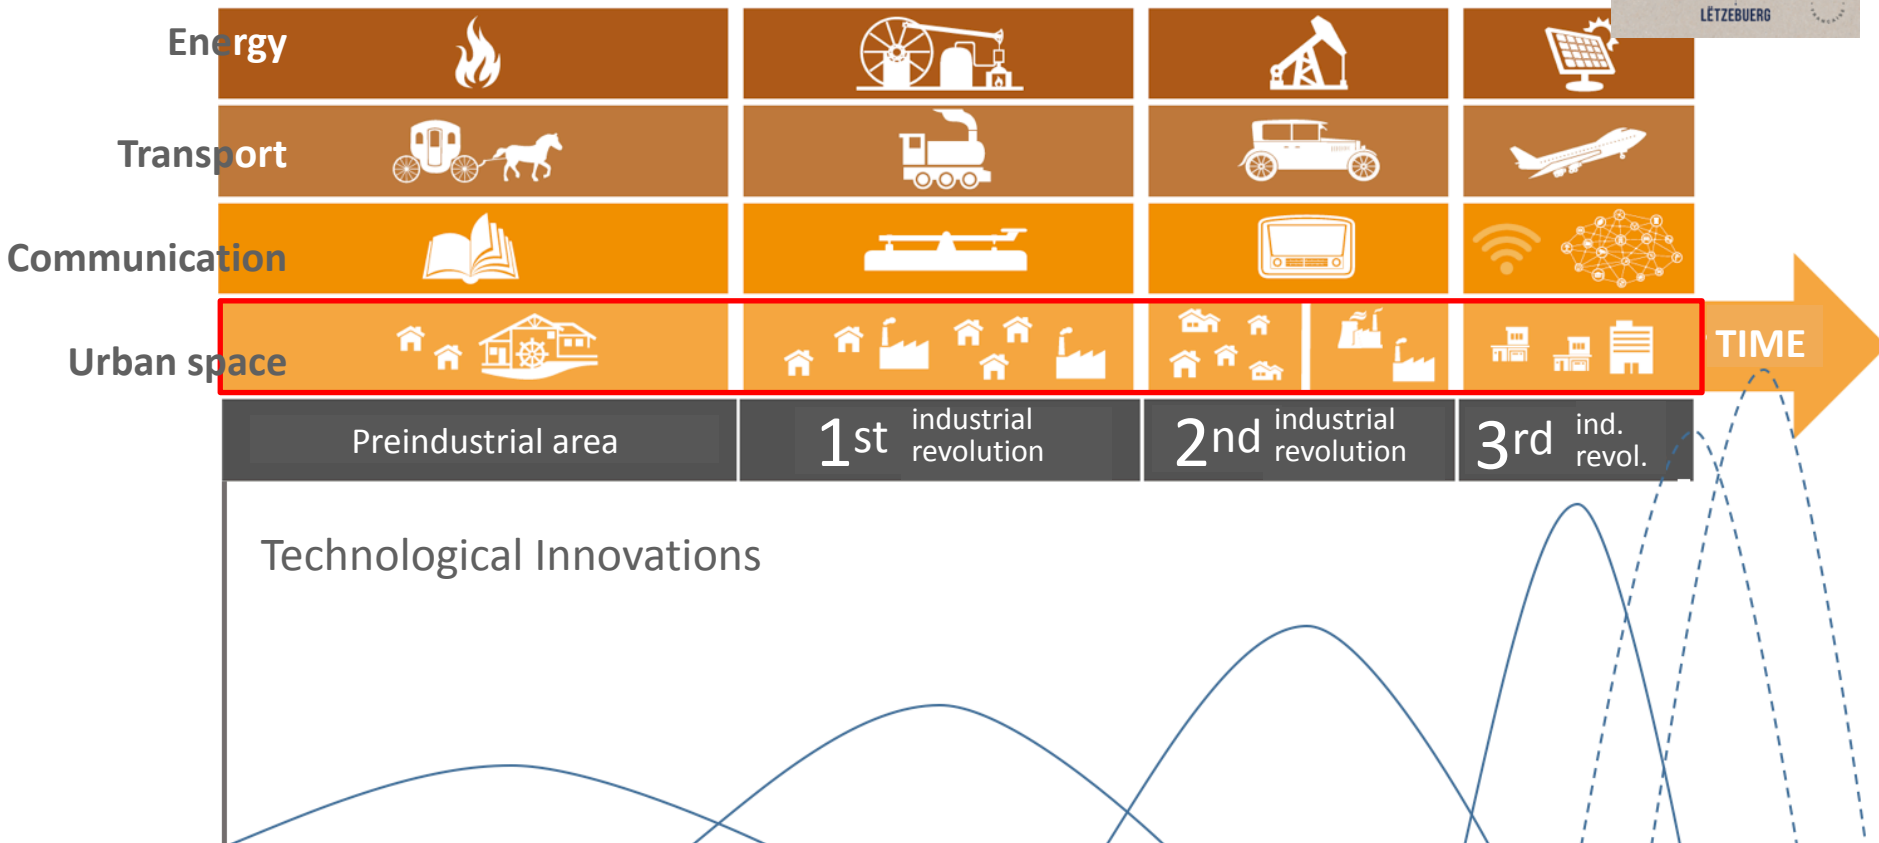 LËTZEBUERG
Energy
Transport
Communication
Urban space
TIME
Preindustrial area
1st industrial
revolution
2nd industrial
revolution
3rd ind.
revol.
Technological Innovations